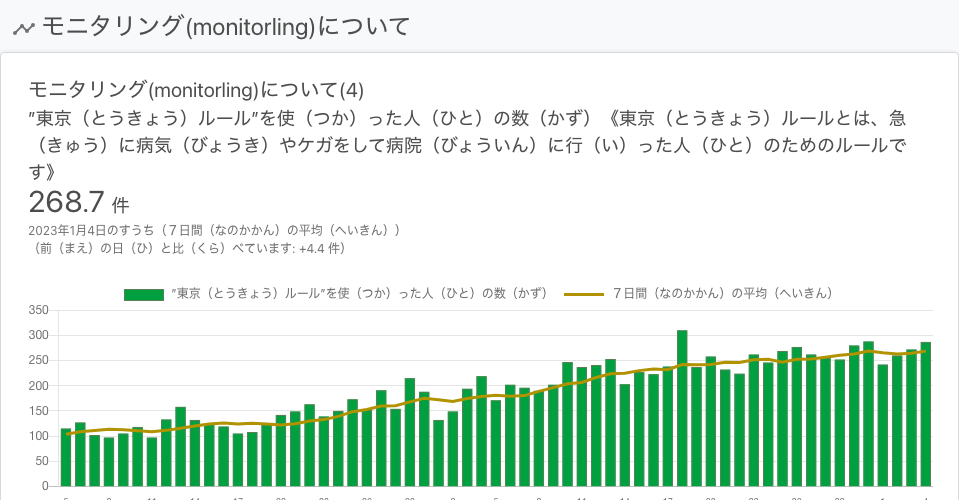 モニタリング(monitorling)について
モニタリング(monitorling)について(4)
”東京（とうきょう）ルール”を使（つか）った人（ひと）の数（かず）《東京（とうきょう）ルールとは、急
（きゅう）に病気（びょうき）やケガをして病院（びょういん）に行（い）った人（ひと）のためのルールで
す》
268.7 件
2023年1月4日のすうち（７日間（なのかかん）の平均（へいきん））
（前（まえ）の日（ひ）と比（くら）べています: +4.4 件）
”東京（とうきょう）ルール”を使（つか）った人（ひと）の数（かず） ７日間（なのかかん）の平均（へいきん）
350
300
250
200
150
100
50
0